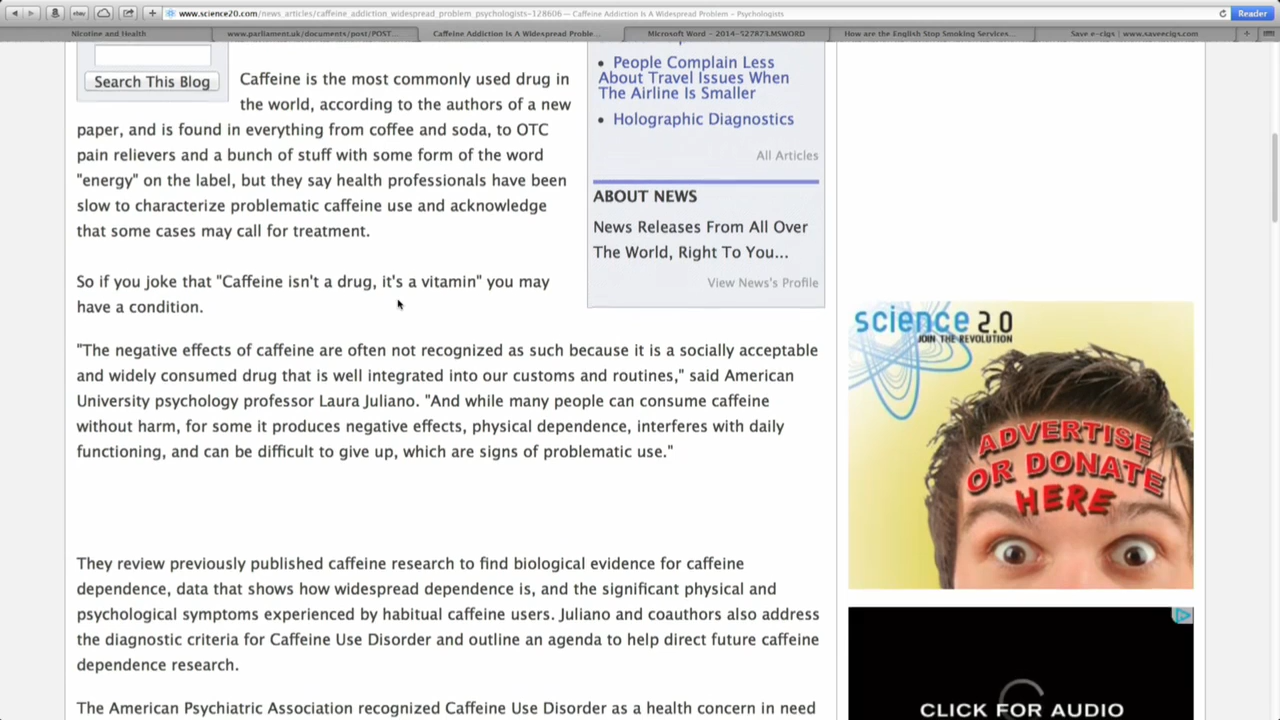 www.science20.com/news_articles/caffeine_addiction_widespread_problem_psychologists-128606 — Caffeine Addiction Is A Widespread Problem – Psychologists
Reader
Nicotine and Health
www.parliament.uk/documents/post/POST...
Caffeine Addiction Is A Widespread Proble...
Microsoft Word - 2014-527873.MSWORD
How are the English Stop Smoking Services...
Save e-cigs | www.saveecigs.com
Search This Blog
Caffeine is the most commonly used drug in
the world, according to the authors of a new
paper, and is found in everything from coffee and soda, to OTC
pain relievers and a bunch of stuff with some form of the word
"energy" on the label, but they say health professionals have been
slow to characterize problematic caffeine use and acknowledge
that some cases may call for treatment.
So if you joke that "Caffeine isn't a drug, it's a vitamin" you may
have a condition.
"The negative effects of caffeine are often not recognized as such because it is a socially acceptable
and widely consumed drug that is well integrated into our customs and routines," said American
University psychology professor Laura Juliano. "And while many people can consume caffeine
without harm, for some it produces negative effects, physical dependence, interferes with daily
functioning, and can be difficult to give up, which are signs of problematic use."
They review previously published caffeine research to find biological evidence for caffeine
dependence, data that shows how widespread dependence is, and the significant physical and
psychological symptoms experienced by habitual caffeine users. Juliano and coauthors also address
the diagnostic criteria for Caffeine Use Disorder and outline an agenda to help direct future caffeine
dependence research.
The American Psychiatric Association recognized Caffeine Use Disorder as a health concern in need
• People Complain Less
About Travel Issues When
The Airline Is Smaller
• Holographic Diagnostics
All Articles
ABOUT NEWS
News Releases From All Over
The World, Right To You...
View News's Profile
science 2.0
JOIN THE REVOLUTION
ADVERTISE
OR DONATE
HERE
CLICK FOR AUDIO